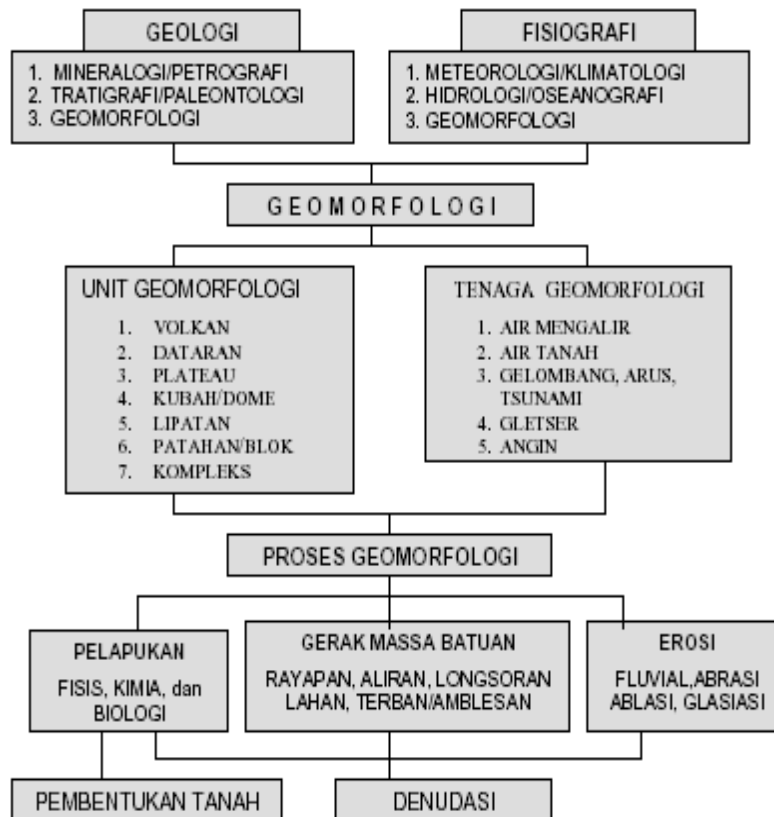 GEOLOGI
1. MINERALOGI/PETROGRAFI
2. TRATIGRAFI/PALEONTOLOGI
3. GEOMORFOLOGI
FISIOGRAFI
1. METEOROLOGI/KLIMATOLOGI
2. HIDROLOGI/OSEANOGRAFI
3. GEOMORFOLOGI
GEOMORFOLOGI
UNIT GEOMORFOLOGI
1. VOLKAN
2. DATARAN
3. PLATEAU
4. KUBAH/DOME
5. LIPATAN
6. PATAHAN/BLOK
7. KOMPLEKS
TENAGA GEOMORFOLOGI
1. AIR MENGALIR
2. AIR TANAH
3. GELOMBANG, ARUS,
TSUNAMI
4. GLETSER
5. ANGIN
PROSES GEOMORFOLOGI
PELAPUKAN
FISIS, KIMIA, dan
BIOLOGI
GERAK MASSA BATUAN
RAYAPAN, ALIRAN, LONGSORAN
LAHAN, TERBAN/AMBLESAN
EROSI
FLUVIAL,ABRASI
ABLASI, GLASIASI
PEMBENTUKAN TANAH
DENUDASI